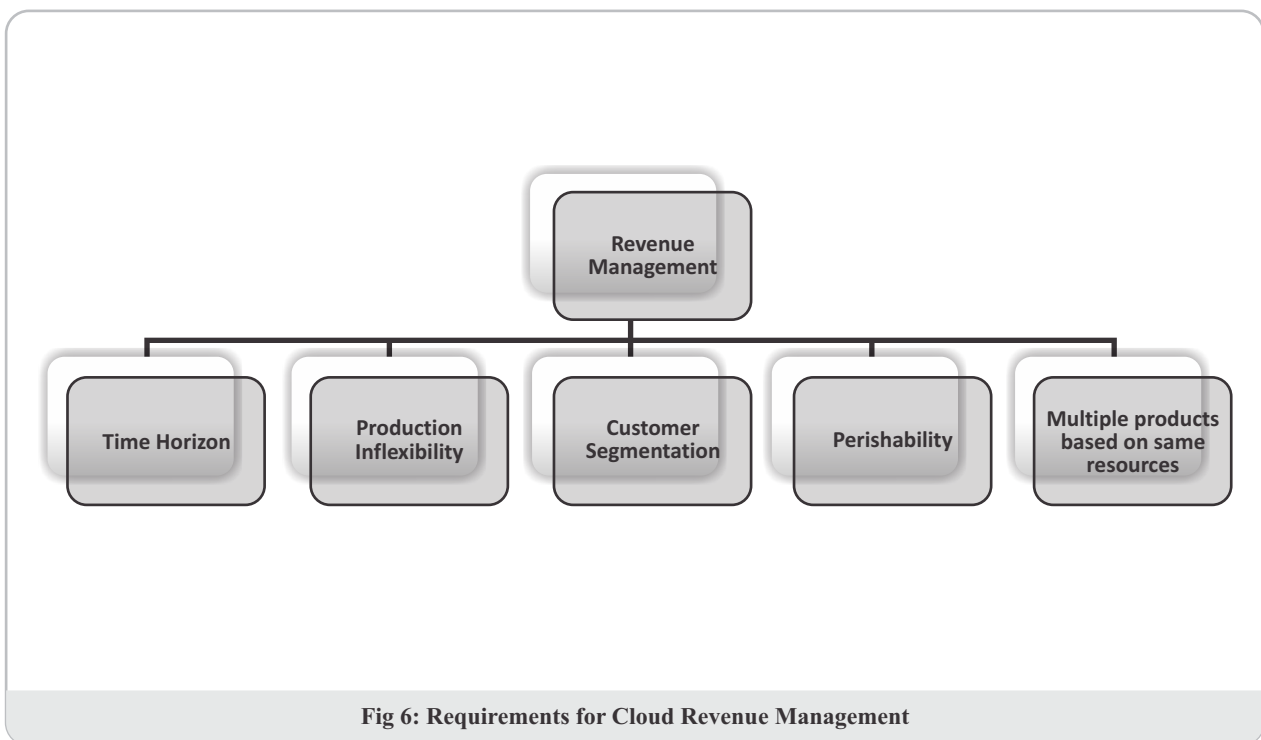 Revenue
Management
Time Horizon
Production
Inflexibility
Customer
Segmentation
Perishability
Multiple products
based on same
resources
Fig 6: Requirements for Cloud Revenue Management